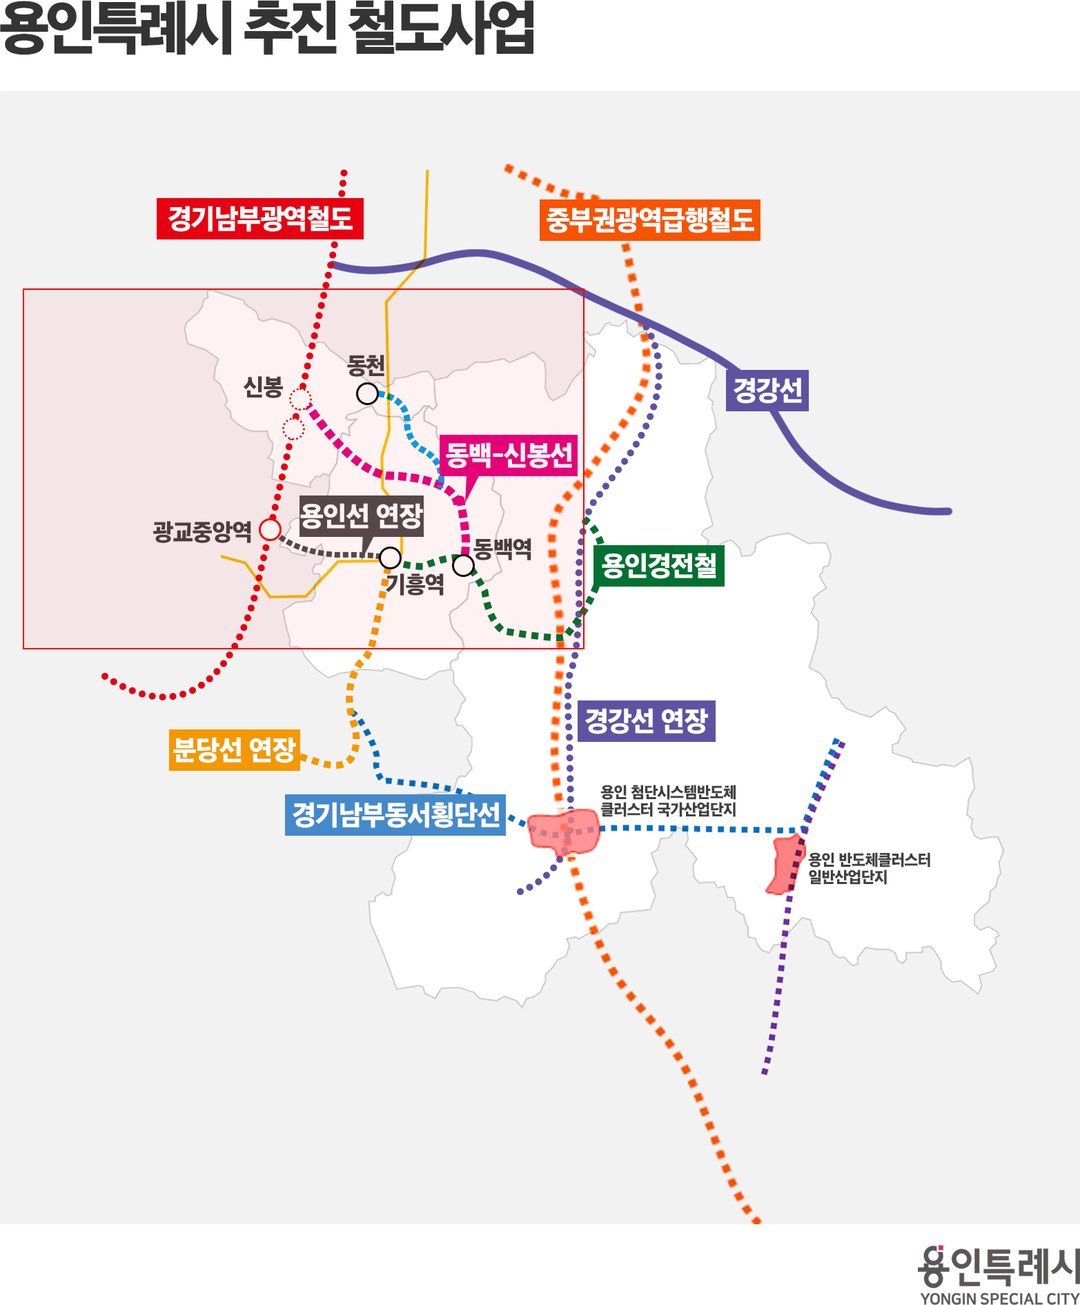 용인특례시 추진 철도사업
경기남부광역철도
중부권광역급행철도
동천
신봉
경강선
동백-신봉선
용인선 연장
광교중앙역
동백역
기흥역
용인경전철
경강선 연장
분당선 연장
경기남부동서횡단선
용인 첨단시스템반도체
클러스터 국가산업단지
용인 반도체클러스터
일반산업단지
용인특례시
YONGIN SPECIAL CITY